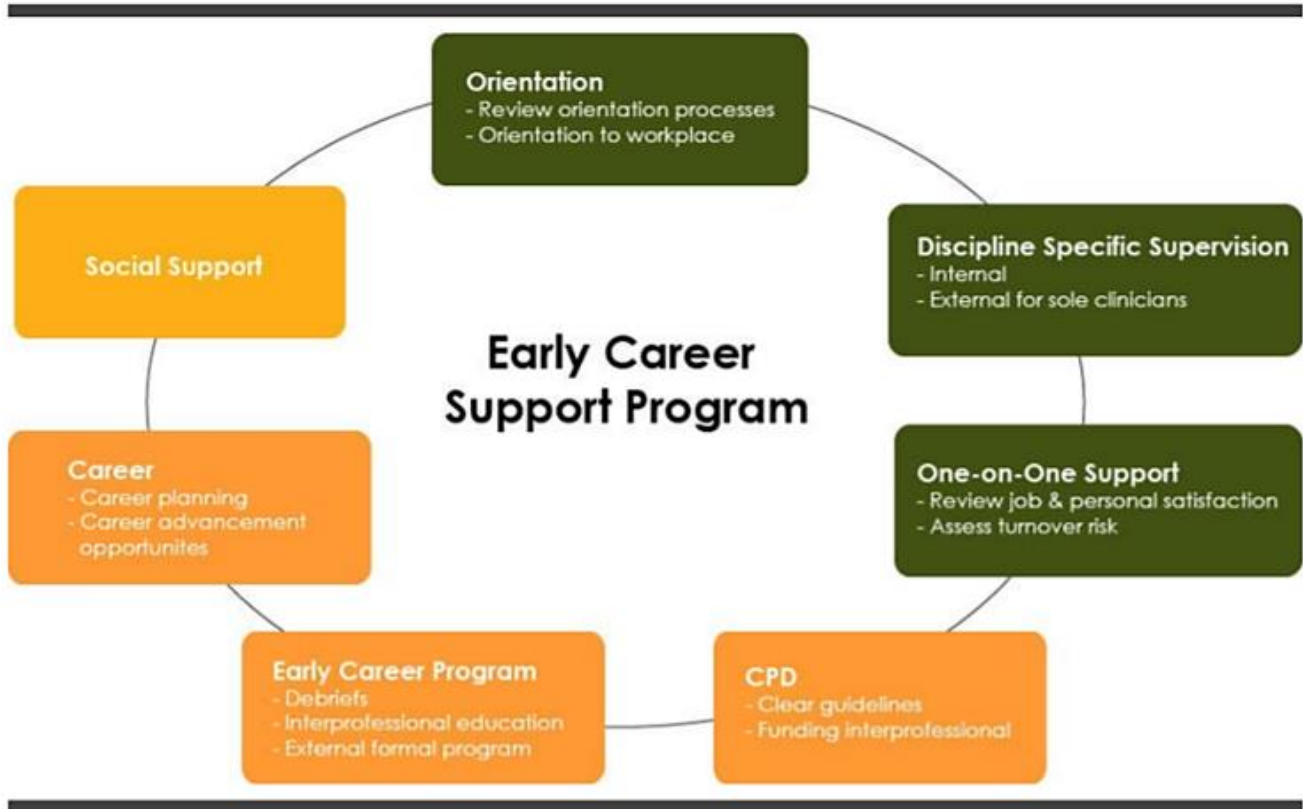 Orientation
- Review orientation processes
- Orientation to workplace
Discipline Specific Supervision
- Internal
- External for sole clinicians
One-on-One Support
- Review job & personal satisfaction
- Assess turnover risk
CPD
- Clear guidelines
- Funding interprofessional
Early Career Program
- Debriefs
- Interprofessional education
- External formal program
Career
- Career planning
- Career advancement
opportunites
Social Support
Early Career
Support Program